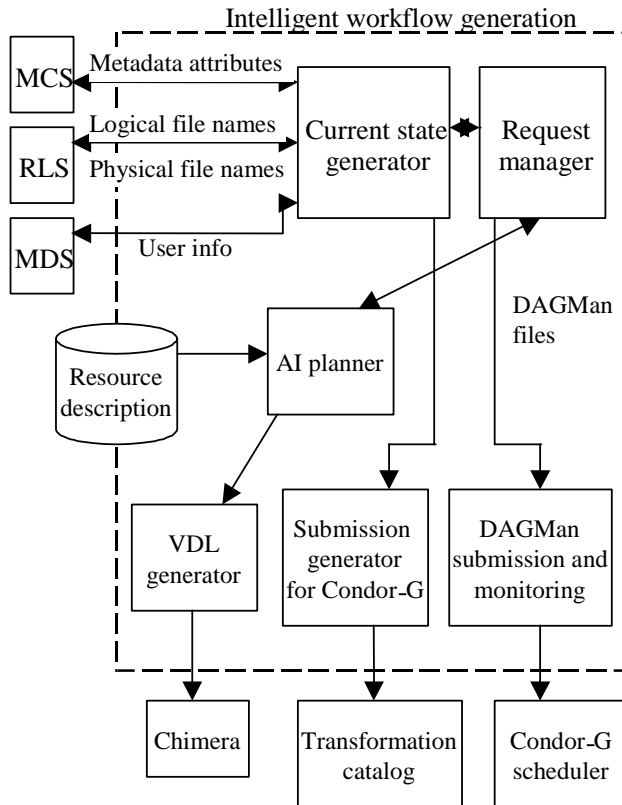 Intelligent workflow generation
MCS
Metadata attributes
RLS
Logical file names
Physical file names
MDS
User info
Current state
generator
Request
manager
DAGMan
files
Resource
description
AI planner
VDL
generator
Submission
generator
for Condor-G
DAGMan
submission and
monitoring
Chimera
Transformation
catalog
Condor-G
scheduler